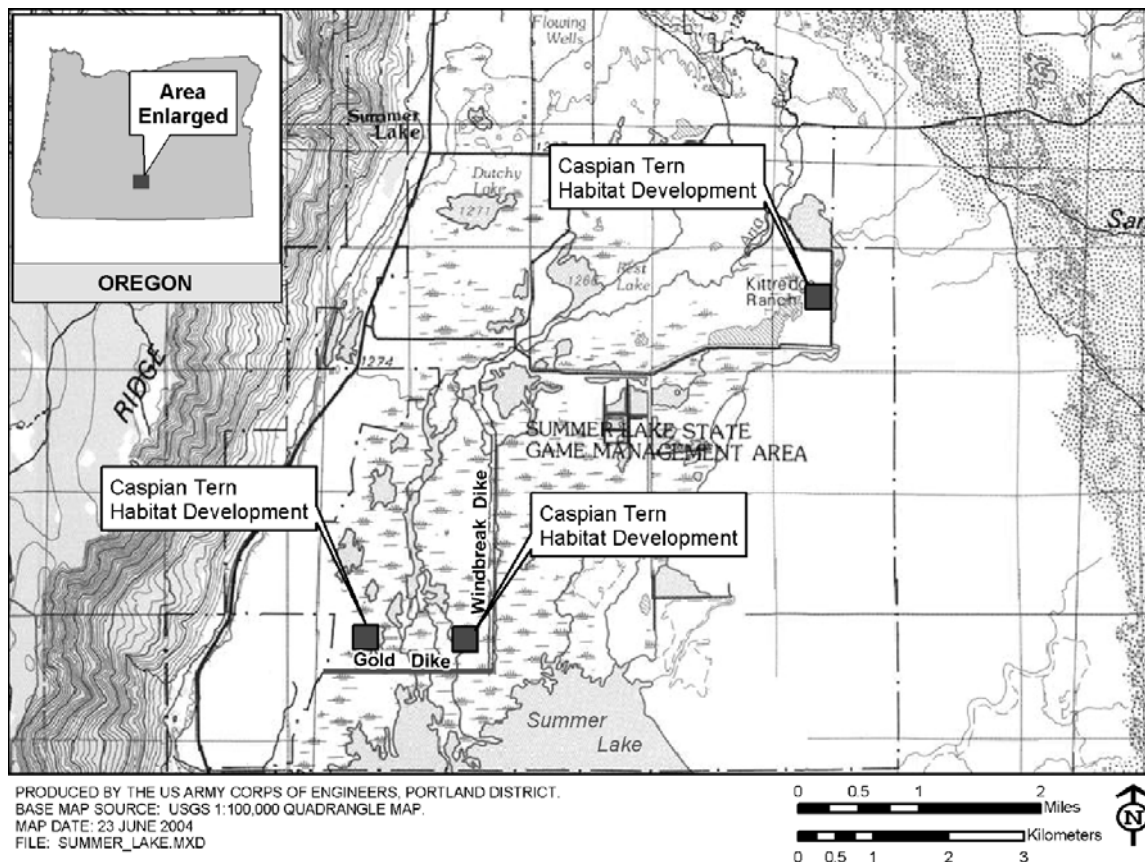 Area
Enlarged
OREGON
Flowing
Wells
Summer
Lake
Dutchy
Lake
1271
Caspian Tern
Habitat Development
Rest
Lake
1266
Ana
Kittredge
Ranch
1274
RIDGE
SUMMER LAKE STATE
GAME MANAGEMENT AREA
Caspian Tern
Habitat Development
Windbreak Dike
Caspian Tern
Habitat Development
Gold Dike
Summer
Lake
PRODUCED BY THE US ARMY CORPS OF ENGINEERS, PORTLAND DISTRICT.
BASE MAP SOURCE: USGS 1:100,000 QUADRANGLE MAP.
MAP DATE: 23 JUNE 2004
FILE: SUMMER_LAKE.MXD
0 0.5 1 2
Miles
Kilometers
0 0.5 1 2 3
N